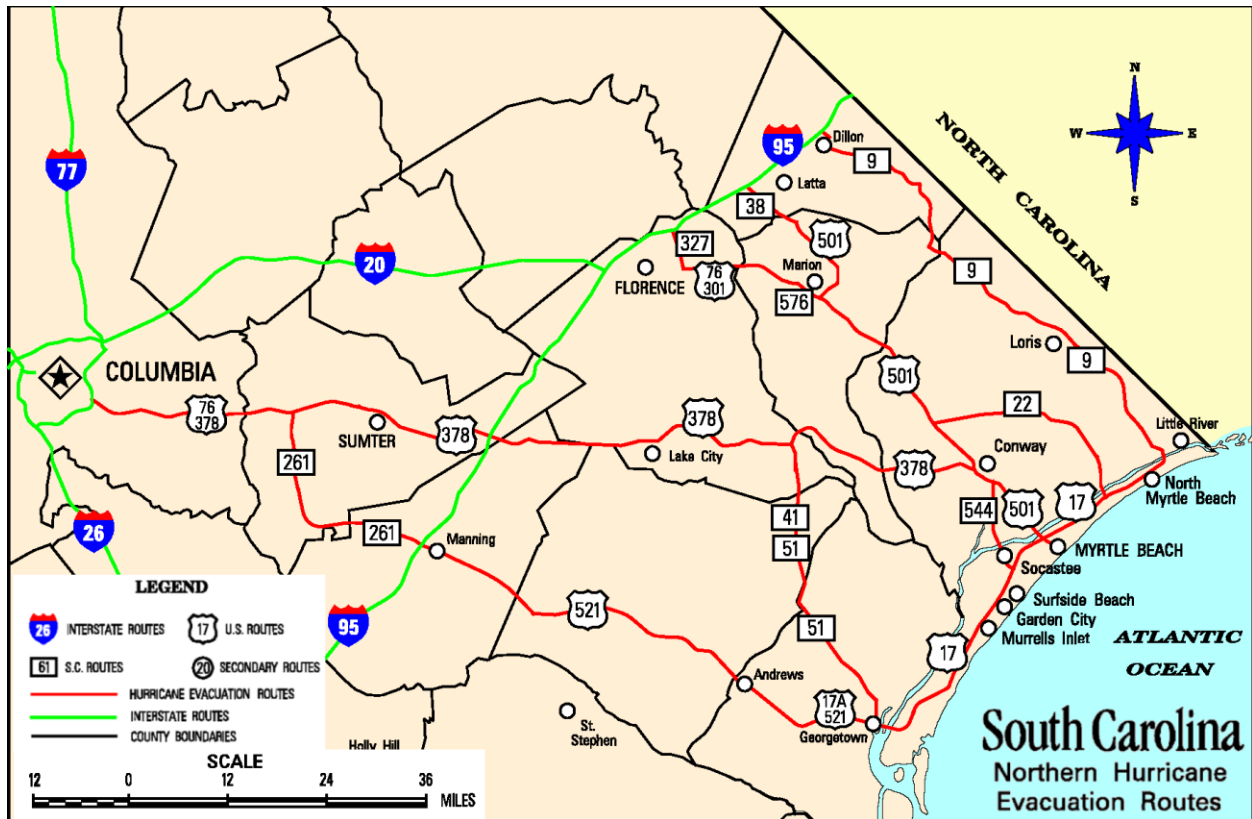 N
W
E
S
NORTH CAROLINA
77
95
Dillon
9
Latta
38
20
327
501
9
FLORENCE
76
301
Marion
576
Loris
9
COLUMBIA
501
22
76
378
SUMTER
378
378
Little River
261
Lake City
378
Conway
North
Myrtle Beach
544
501
17
41
26
261
Manning
51
MYRTLE BEACH
Socastee
LEGEND
26
INTERSTATE ROUTES
17
U.S. ROUTES
61
S.C. ROUTES
20
SECONDARY ROUTES
HURRICANE EVACUATION ROUTES
INTERSTATE ROUTES
COUNTY BOUNDARIES
95
521
51
Surfside Beach
Garden City
Murrells Inlet
17
ATLANTIC
OCEAN
Andrews
17A
521
Georgetown
St.
Stephen
Holly Hill
SCALE
12
0
12
24
36
MILES
South Carolina
Northern Hurricane
Evacuation Routes